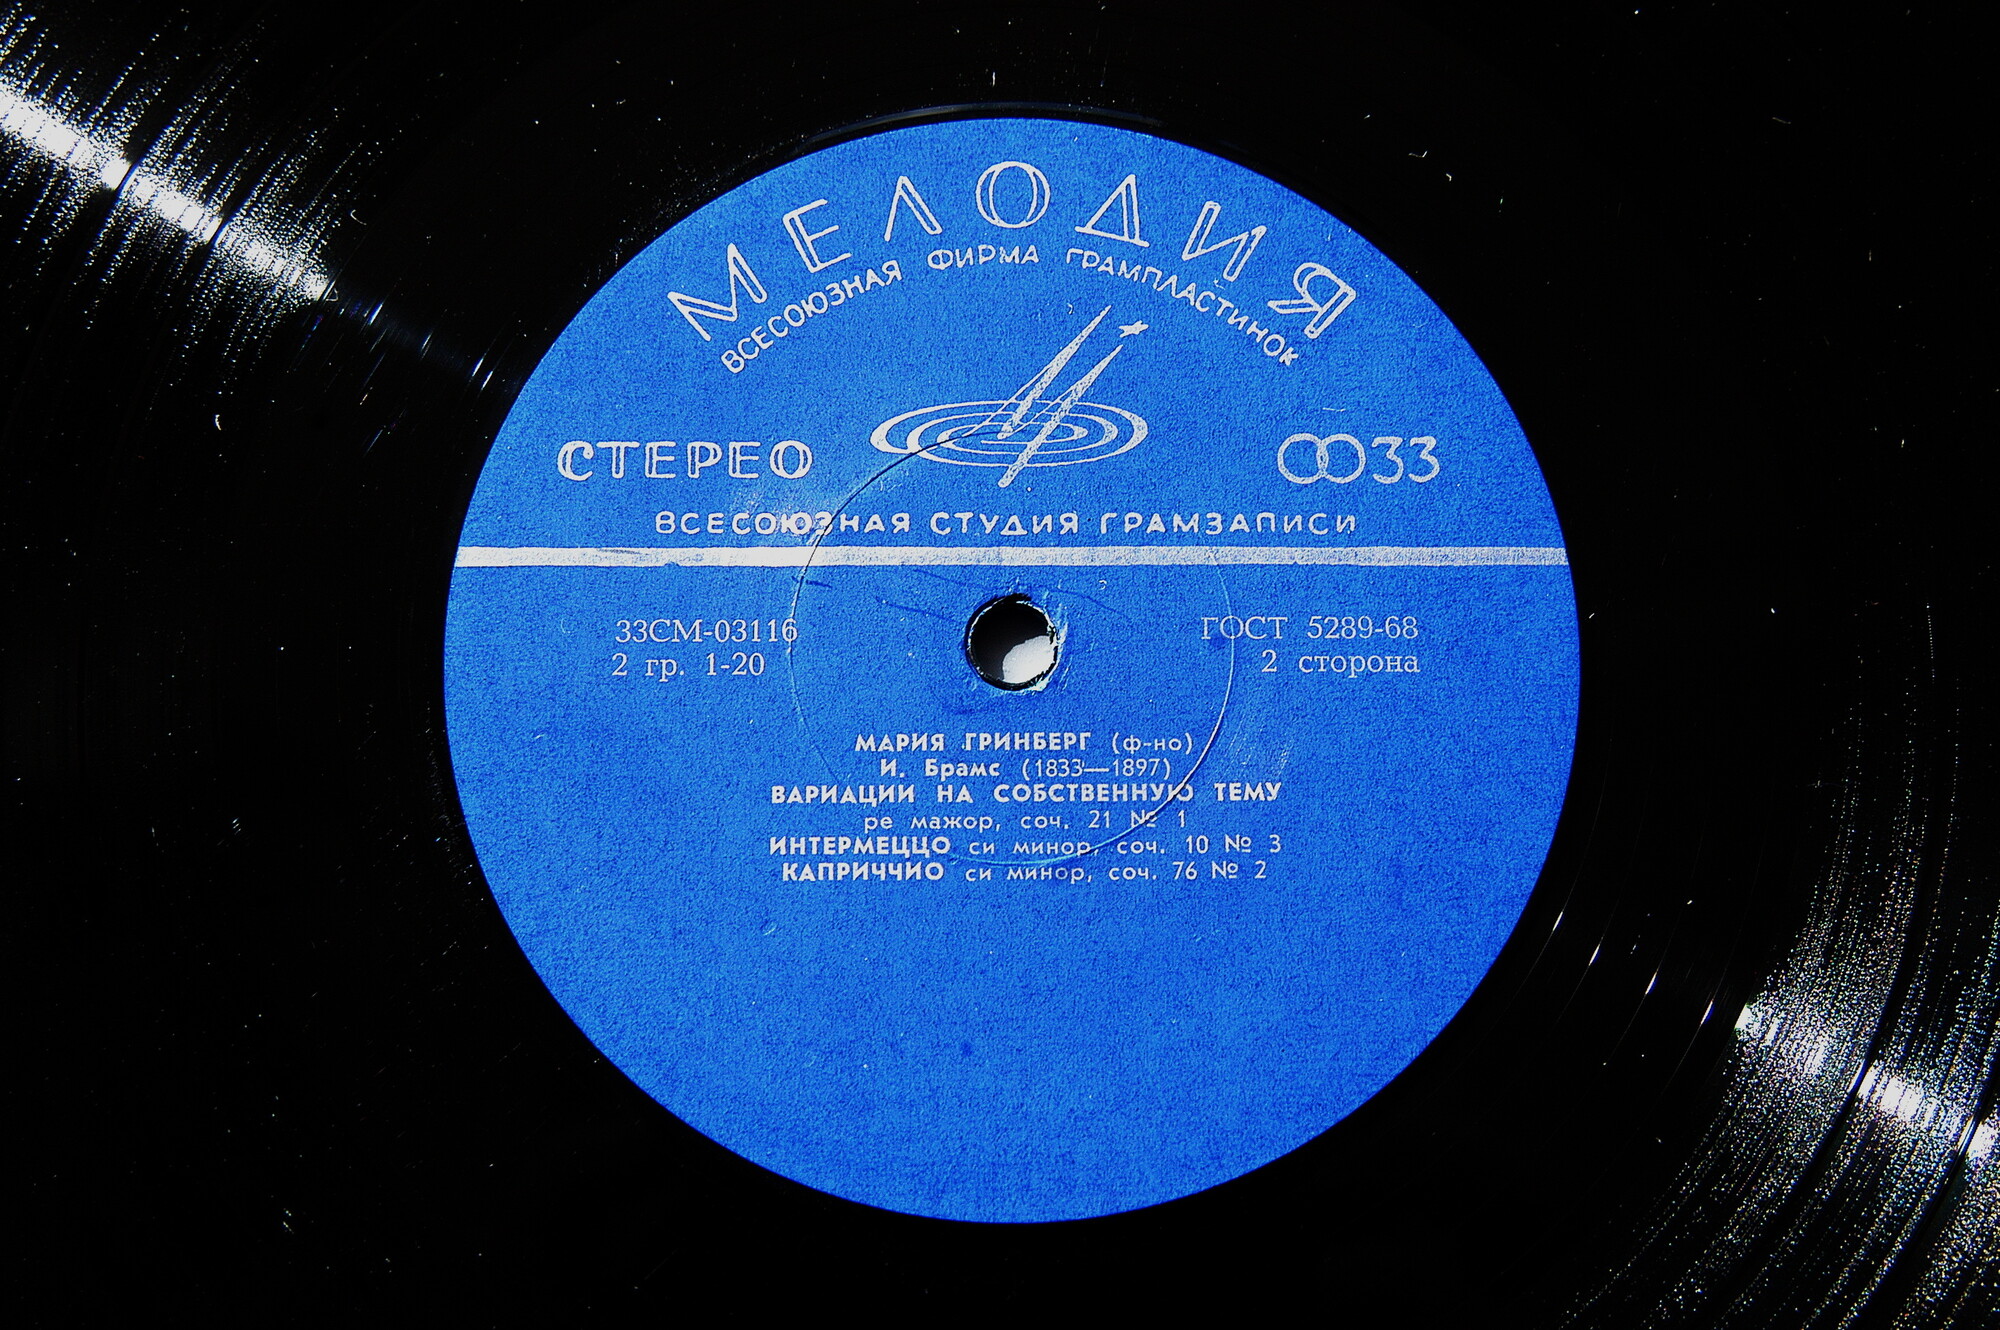 МЕЛОДИЯ
ВСЕСОЮЗНАЯ ФИРМА ГРАМПЛАСТИНОК
СТЕРЕО
33
ВСЕСОЮЗНАЯ СТУДИЯ ГРАМЗАПИСИ
33СМ-03116
ГОСТ 5289-68
2 гр. 1-20
2 сторона
МАРИЯ ГРИНБЕРГ (ф-но)
И. Брамс (1833—1897)
ВАРИАЦИИ НА СОБСТВЕННУЮ ТЕМУ
ре мажор, соч. 21 № 1
ИНТЕРМЕЦЦО си минор, соч. 10 № 3
КАПРИЧЧИО си минор, соч. 76 № 2